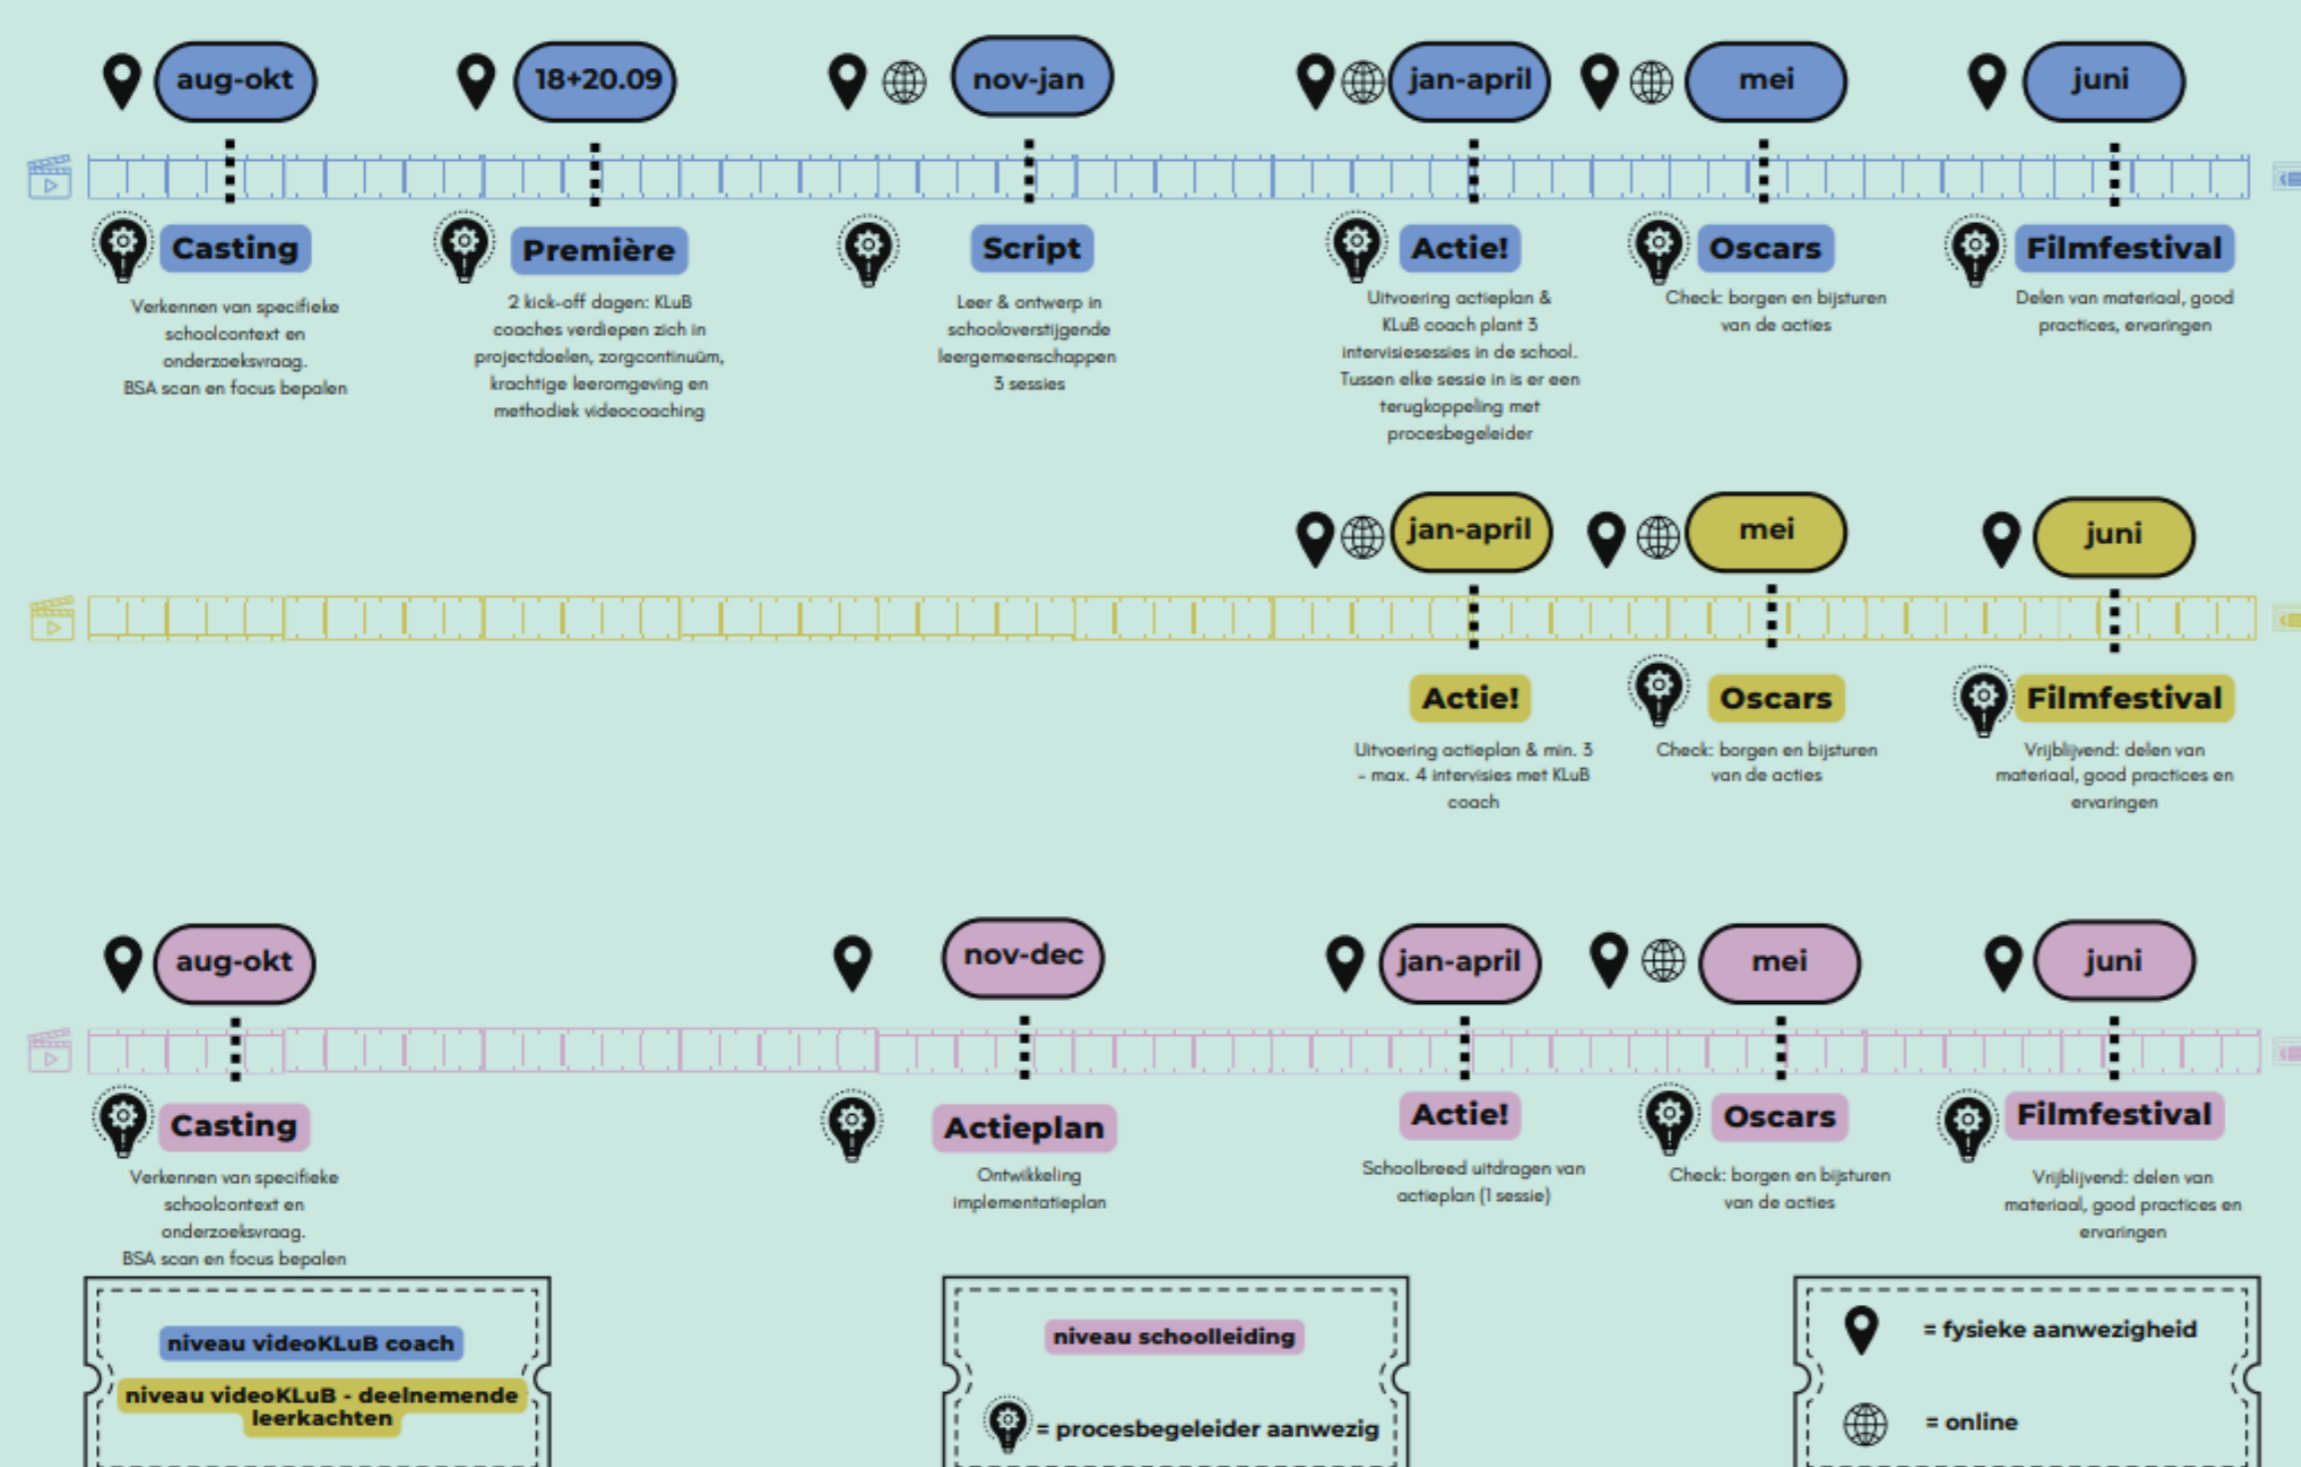 aug-okt
18+20.09
nov-jan
jan-april
mei
juni
Casting
Verkennen van specifieke
schoolcontext en
onderzoeksvraag.
BSA scan en focus bepalen
Première
2 kick-off dagen: KLuB
coaches verdiepen zich in
projectdoelen, zorgcontinuüm,
krachtige leeromgeving en
methodiek videocoaching
Script
Leer & ontwerp in
schooloverstijgende
leergemeenschappen
3 sessies
Actie!
Uitvoering actieplan &
KLuB coach plant 3
intervisiesessies in de school.
Tussen elke sessie in is er een
terugkoppeling met
procesbegeleider
Oscars
Check: borgen en bijsturen
van de acties
Filmfestival
Delen van materiaal, good
practices, ervaringen
jan-april
mei
juni
Actie!
Uitvoering actieplan & min. 3
- max. 4 intervisies met KLuB
coach
Oscars
Check: borgen en bijsturen
van de acties
Filmfestival
Vrijblijvend: delen van
materiaal, good practices en
ervaringen
aug-okt
nov-dec
jan-april
mei
juni
Casting
Verkennen van specifieke
schoolcontext en
onderzoeksvraag.
BSA scan en focus bepalen
Actieplan
Ontwikkeling
implementatieplan
Actie!
Schoolbreed uitdragen van
actieplan (1 sessie)
Oscars
Check: borgen en bijsturen
van de acties
Filmfestival
Vrijblijvend: delen van
materiaal, good practices en
ervaringen
niveau videoKLuB coach
niveau videoKLuB - deelnemende
leerkachten
niveau schoolleiding
= procesbegeleider aanwezig
= fysieke aanwezigheid
= online